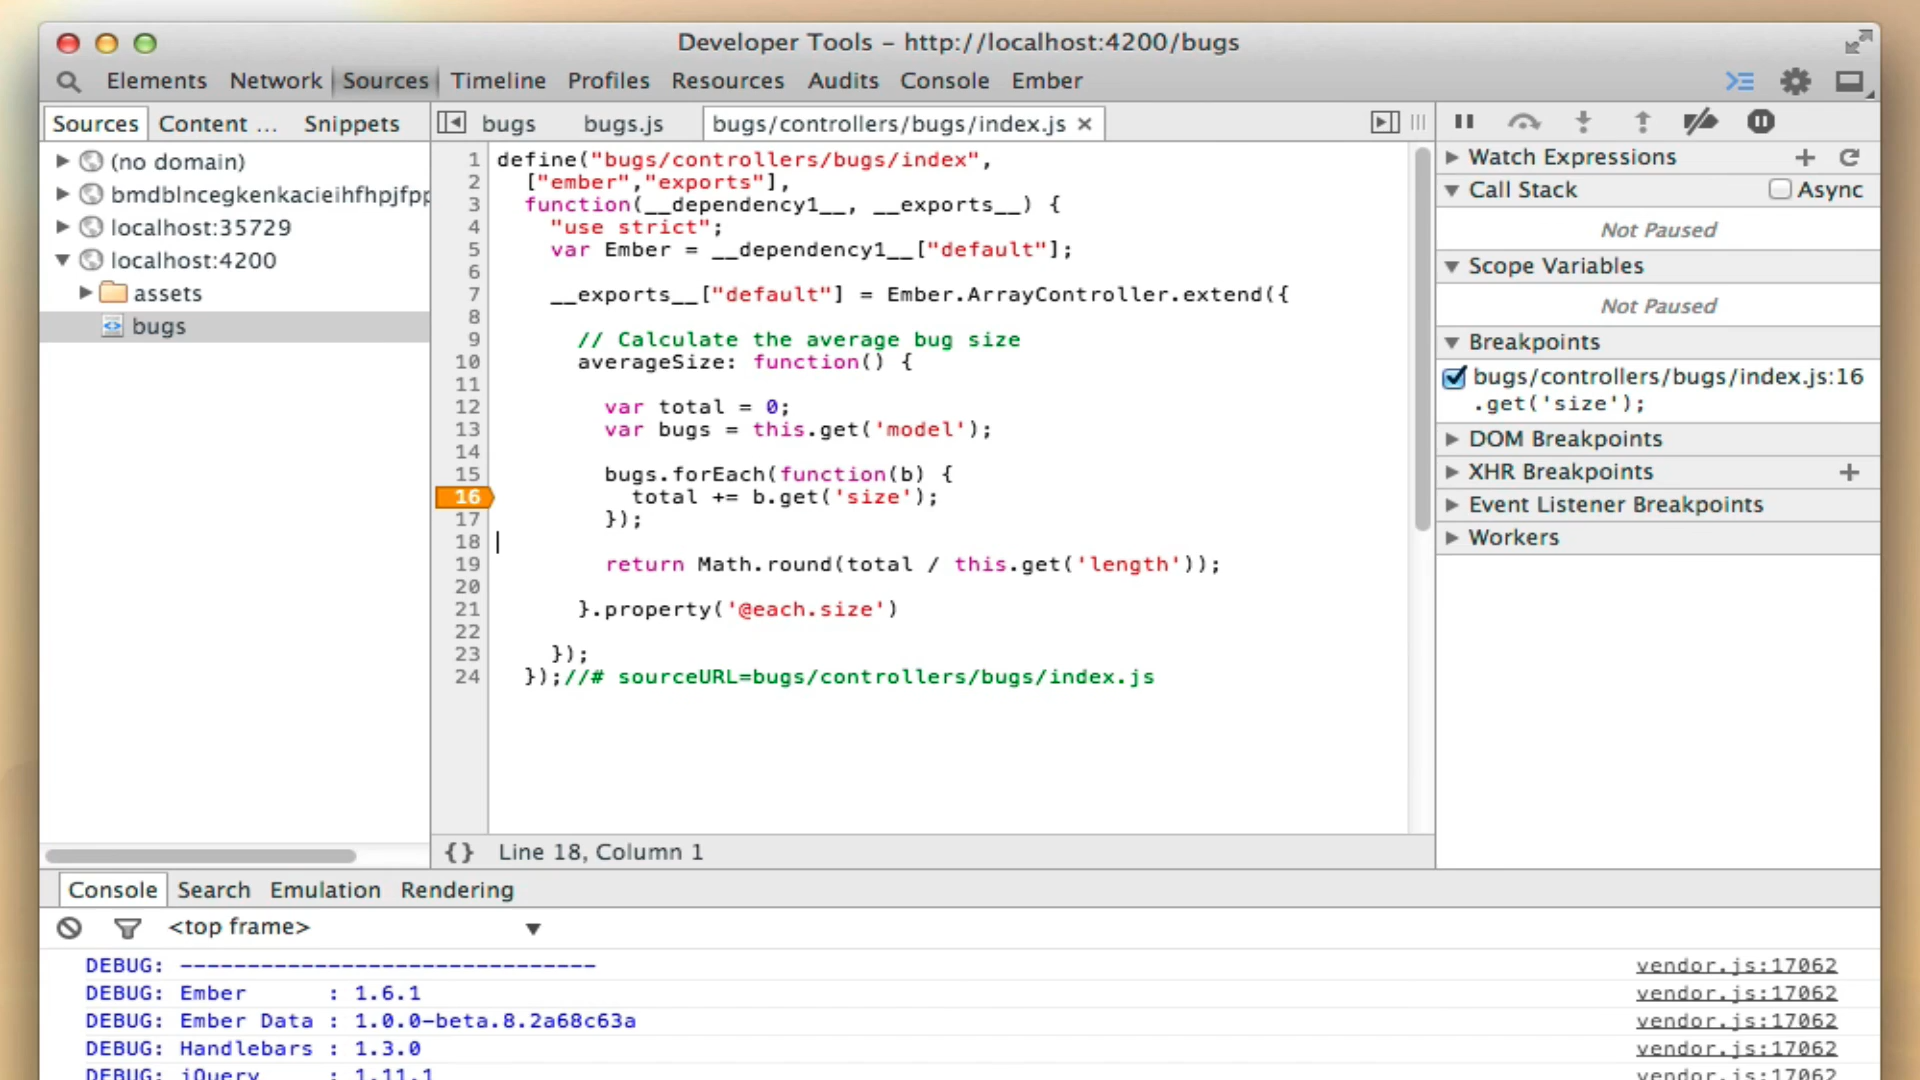 Developer Tools – http://localhost:4200/bugs
Elements Network Sources Timeline Profiles Resources Audits Console Ember
Sources Content ... Snippets
bugs bugs.js bugs/controllers/bugs/index.js ×
(no domain)
bmdblncegkenkacieihfhpjfpp
localhost:35729
localhost:4200
assets
bugs
1 define("bugs/controllers/bugs/index",
2 ["ember","exports"],
3 function(__dependency1__, __exports__) {
4 "use strict";
5 var Ember = __dependency1__["default"];
6
7 __exports__["default"] = Ember.ArrayController.extend({
8
9 // Calculate the average bug size
10 averageSize: function() {
11
12 var total = 0;
13 var bugs = this.get('model');
14
15 bugs.forEach(function(b) {
16 total += b.get('size');
17 });
18
19 return Math.round(total / this.get('length'));
20
21 }.property('@each.size')
22
23 });
24 });//# sourceURL=bugs/controllers/bugs/index.js
{} Line 18, Column 1
Watch Expressions
Call Stack Async
Not Paused
Scope Variables
Not Paused
Breakpoints
bugs/controllers/bugs/index.js:16
.get('size');
DOM Breakpoints
XHR Breakpoints
Event Listener Breakpoints
Workers
Console Search Emulation Rendering
<top frame>
DEBUG: ------------------------------- vendor.js:17062
DEBUG: Ember : 1.6.1 vendor.js:17062
DEBUG: Ember Data : 1.0.0-beta.8.2a68c63a vendor.js:17062
DEBUG: Handlebars : 1.3.0 vendor.js:17062
DEBUG: jQuery : 1.11.1 vendor.js:17062